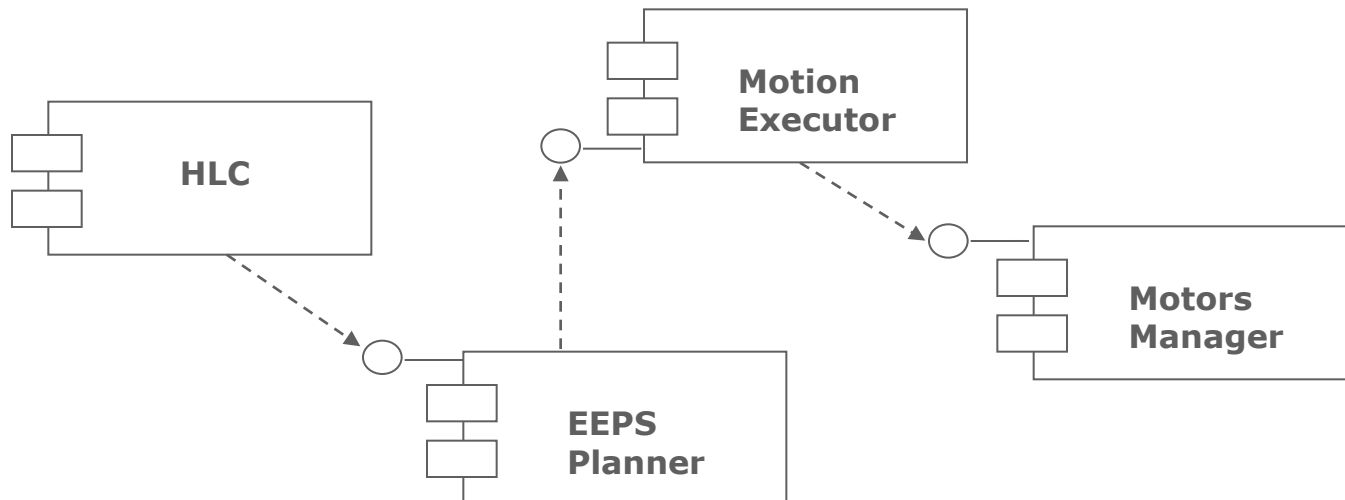 HLC
Motion
Executor
Motors
Manager
EEPS
Planner